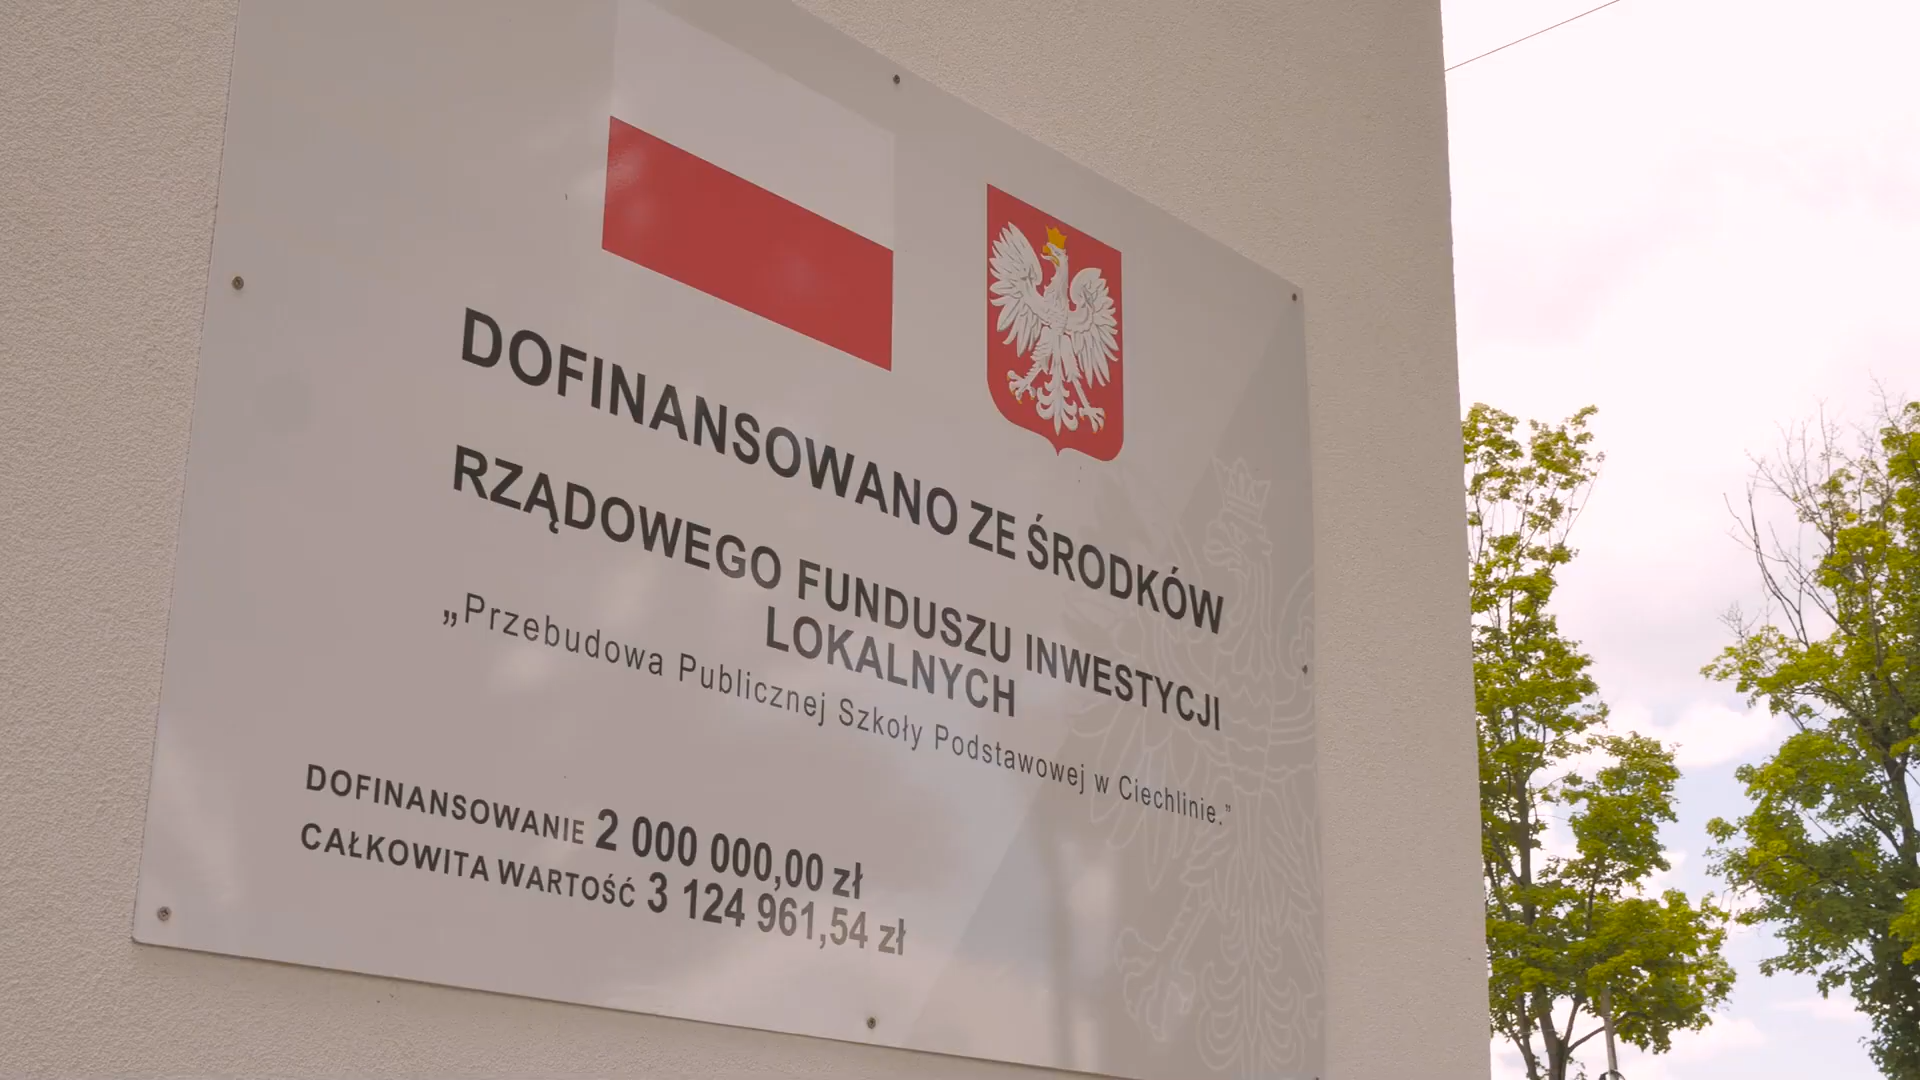 DOFINANSOWANO ZE ŚRODKÓW
RZĄDOWEGO FUNDUSZU INWESTYCJI
LOKALNYCH
„Przebudowa Publicznej Szkoły Podstawowej w Ciechlinie.”
DOFINANSOWANIE 2 000 000,00 zł
CAŁKOWITA WARTOŚĆ 3 124 961,54 zł